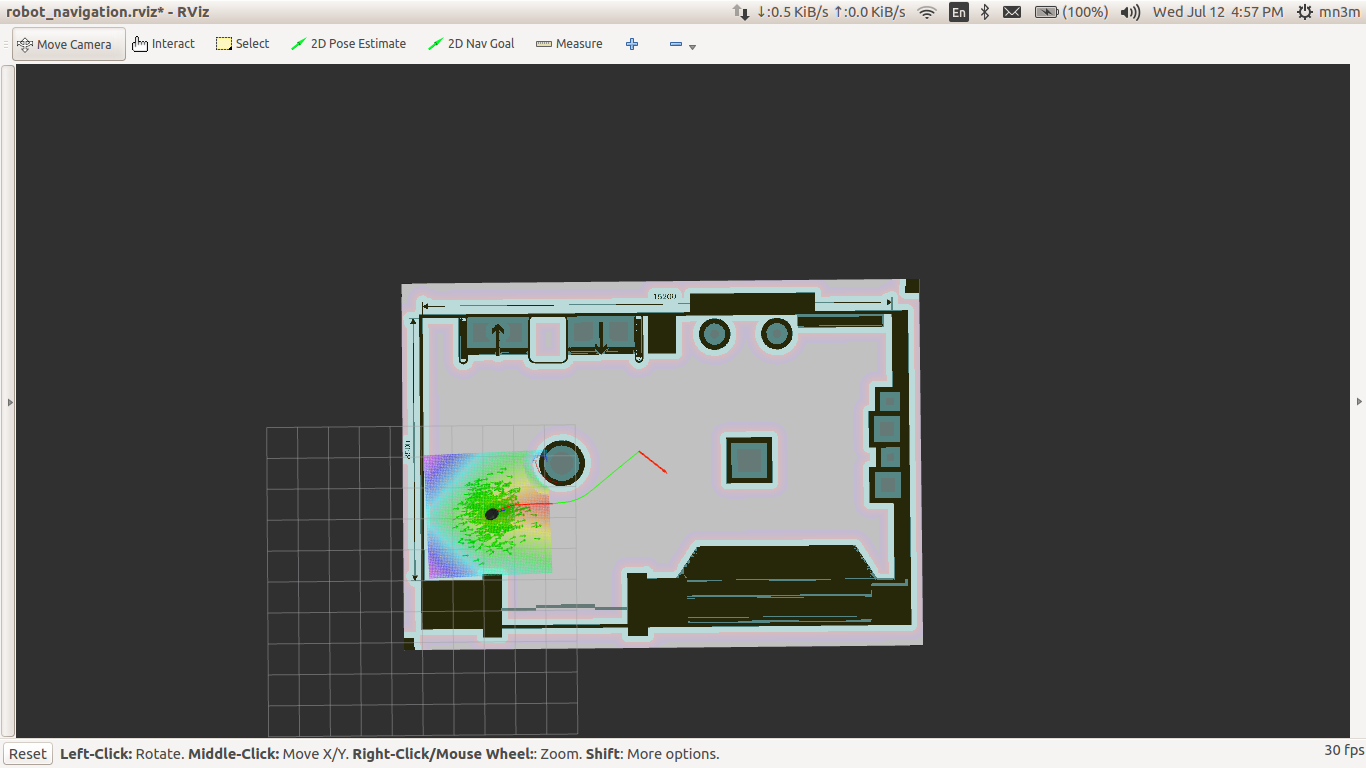 robot_navigation.rviz* - RViz
↓:0.5 KiB/s ↑:0.0 KiB/s En (100%) Wed Jul 12 4:57 PM mn3m
Move Camera Interact Select 2D Pose Estimate 2D Nav Goal Measure
15200
Reset Left-Click: Rotate. Middle-Click: Move X/Y. Right-Click/Mouse Wheel:: Zoom. Shift: More options. 30 fps